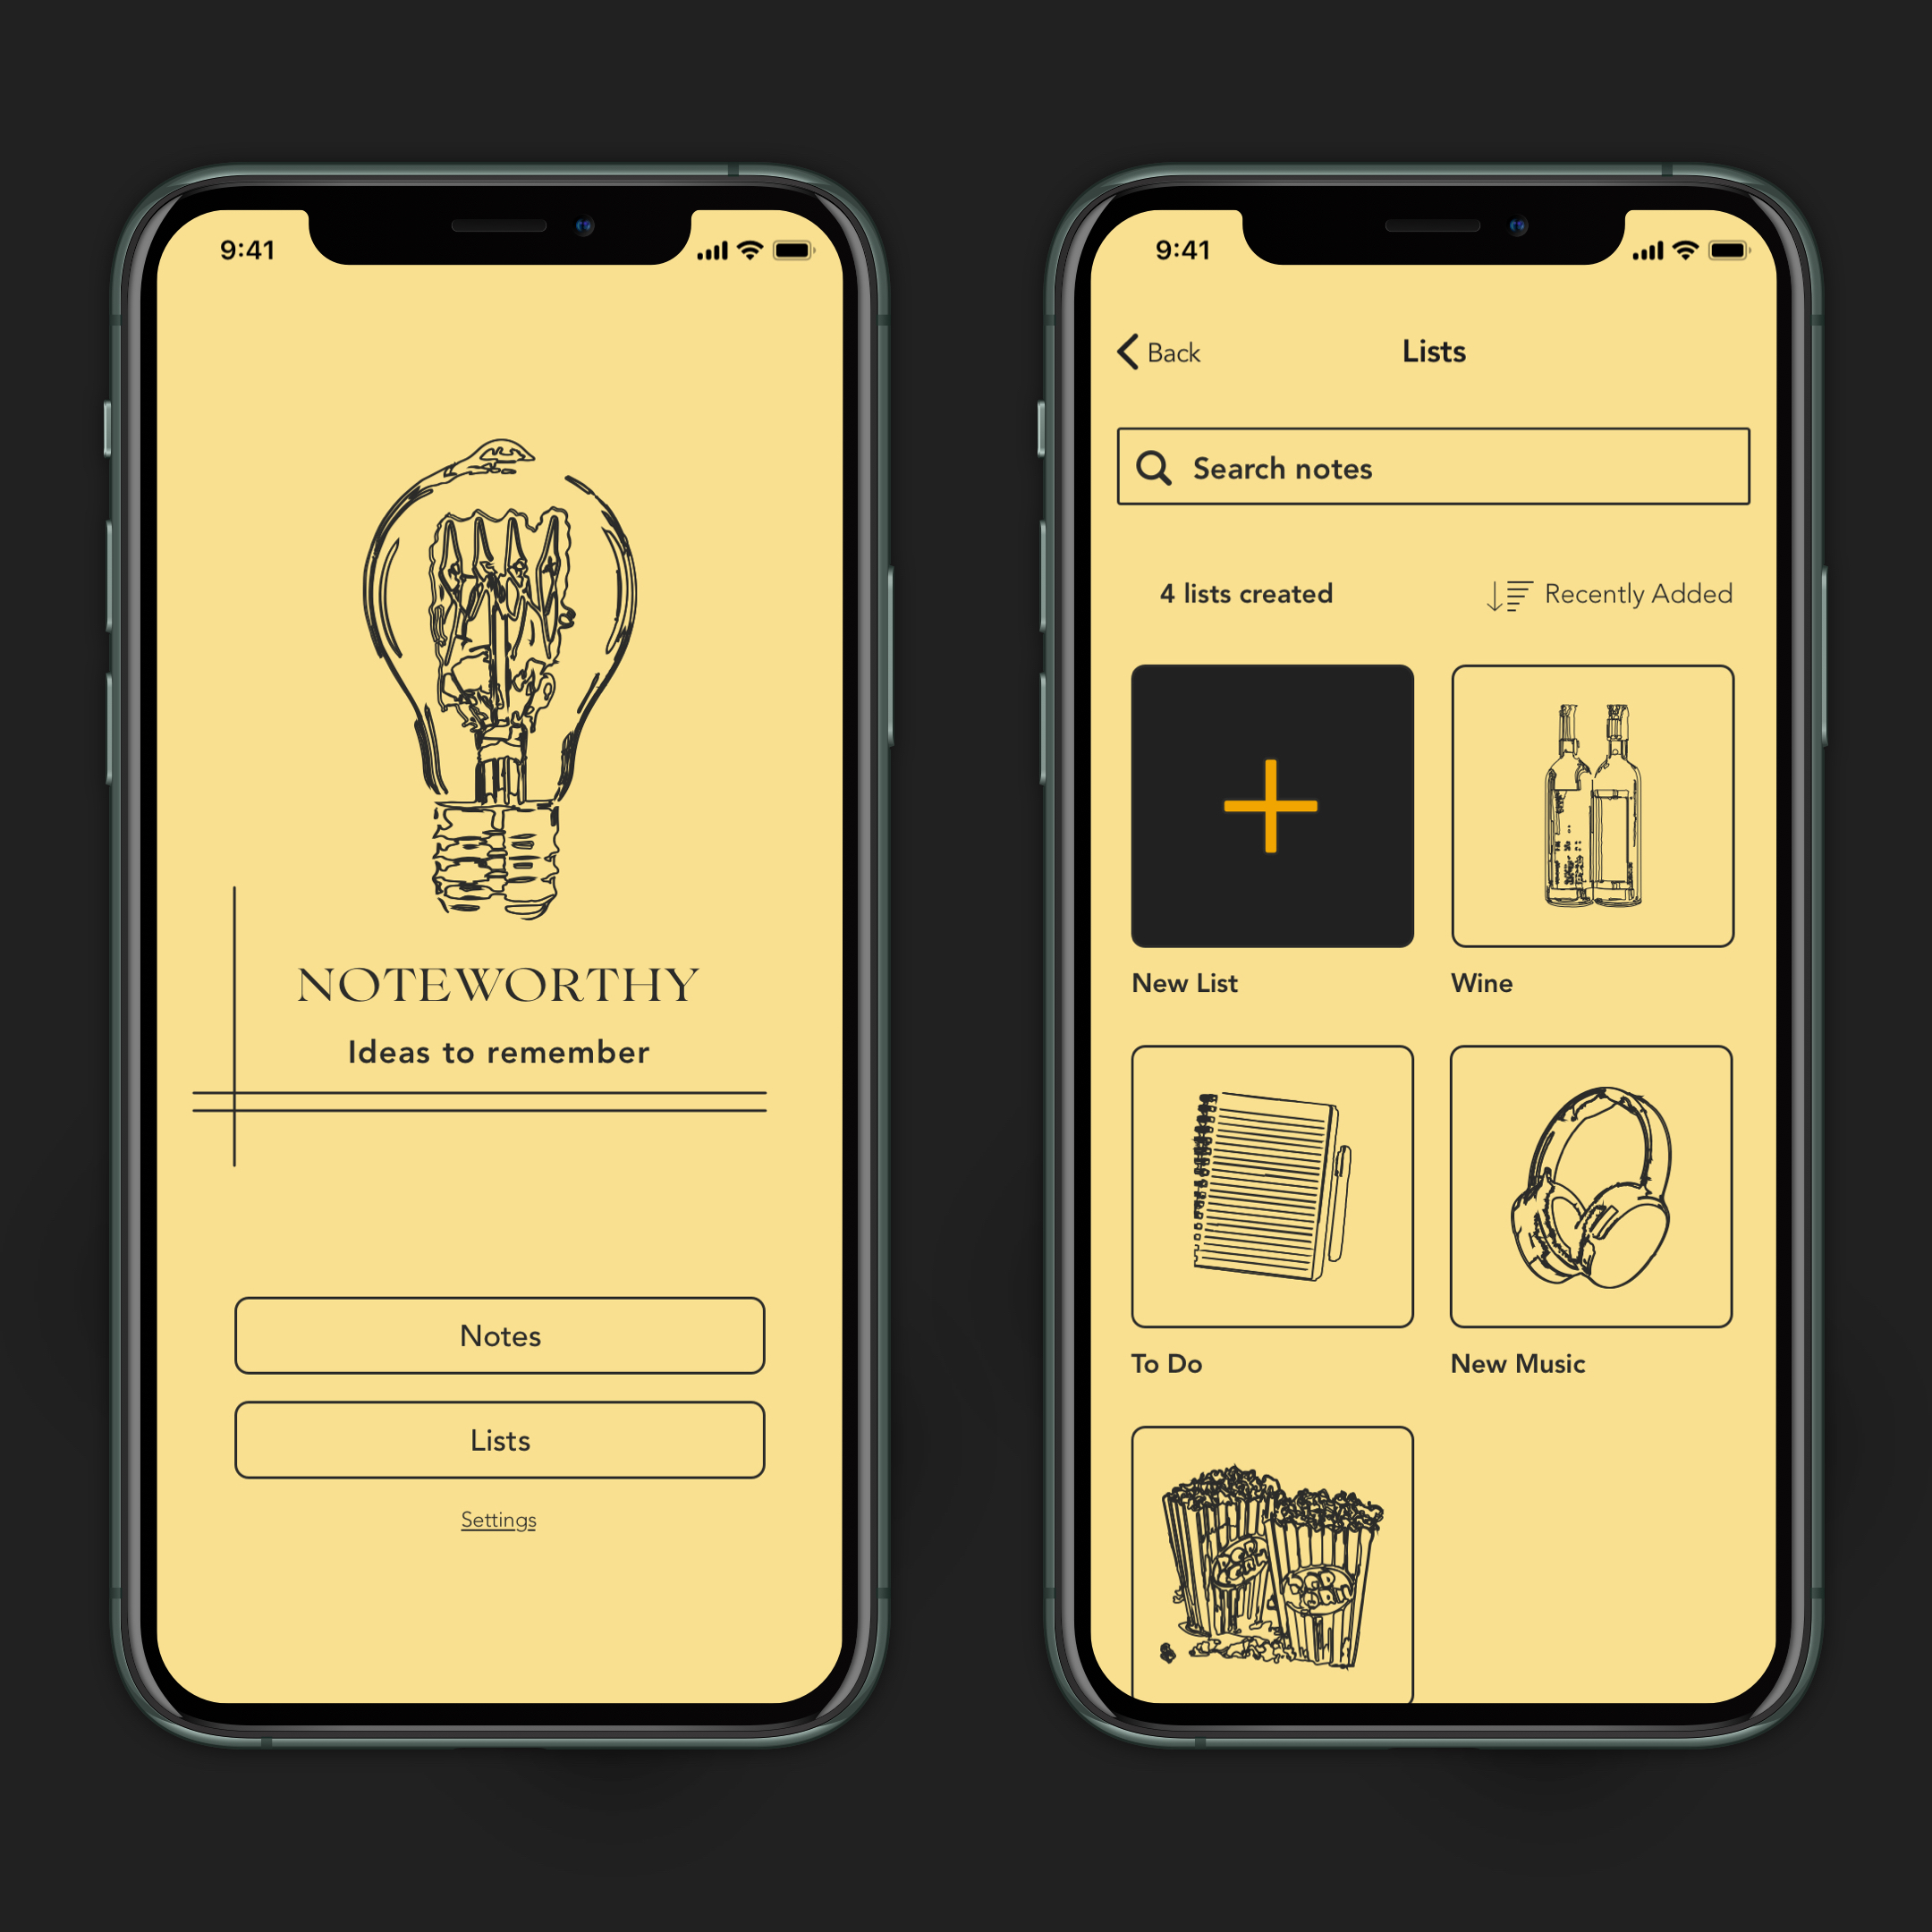 9:41
NOTEWORTHY
Ideas to remember
Notes
Lists
Settings
9:41
Back
Lists
Search notes
4 lists created
Recently Added
New List
Wine
To Do
New Music